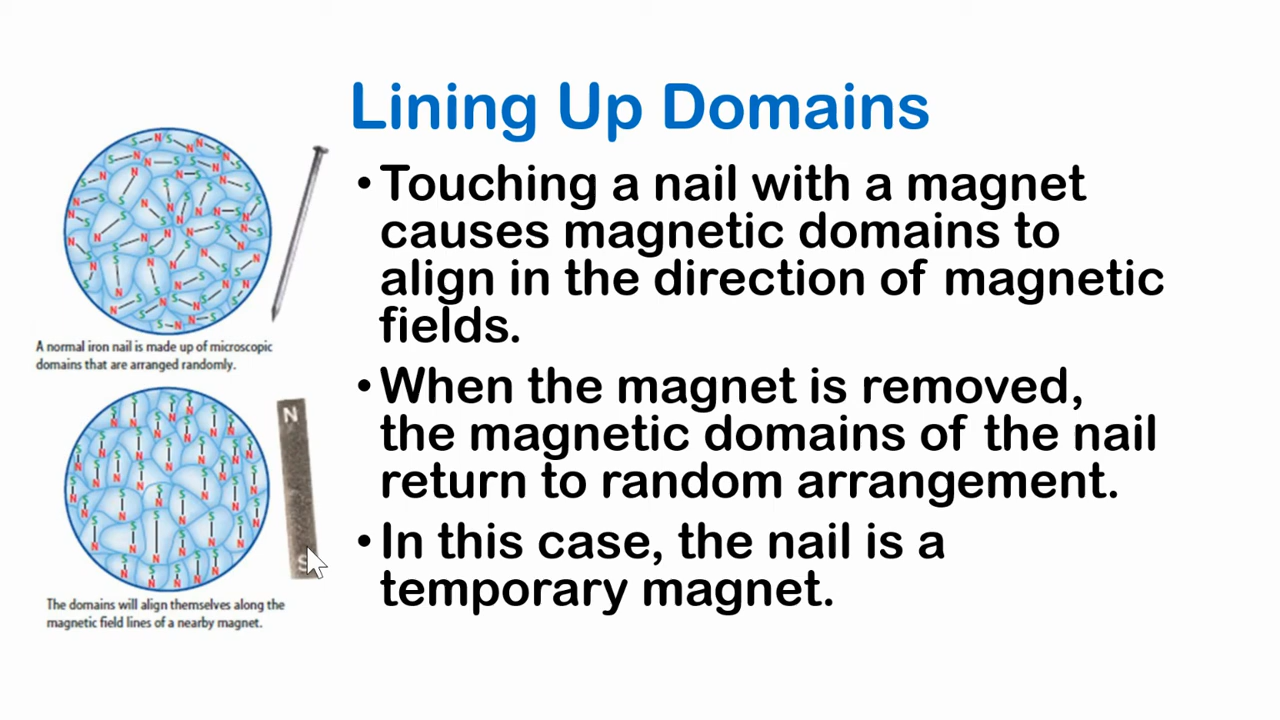 Lining Up Domains
• Touching a nail with a magnet
causes magnetic domains to
align in the direction of magnetic
fields.
• When the magnet is removed,
the magnetic domains of the nail
return to random arrangement.
• In this case, the nail is a
temporary magnet.
A normal iron nail is made up of microscopic
domains that are arranged randomly.
N
S
The domains will align themselves along the
magnetic field lines of a nearby magnet.